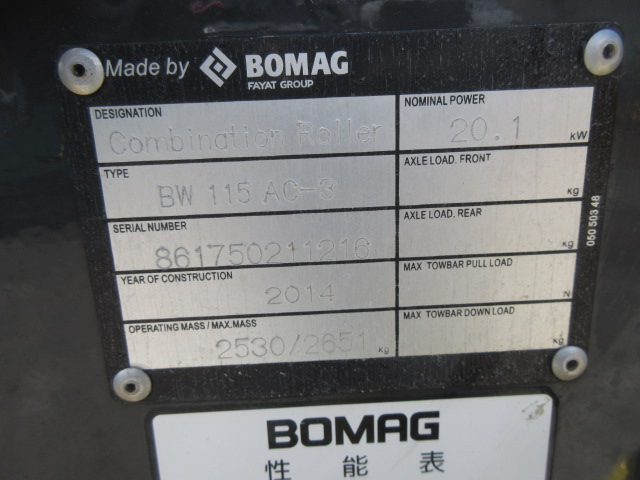 Made by BOMAG
FAYAT GROUP
DESIGNATION
Combination Roller
NOMINAL POWER
20.1 kW
TYPE
BW 115 AC-3
AXLE LOAD. FRONT
kg
SERIAL NUMBER
861750211216
AXLE LOAD. REAR
kg
YEAR OF CONSTRUCTION
2014
MAX TOWBAR PULL LOAD
N
OPERATING MASS / MAX.MASS
2530/2651 kg
MAX TOWBAR DOWN LOAD
kg
050 503 48
BOMAG
性能表